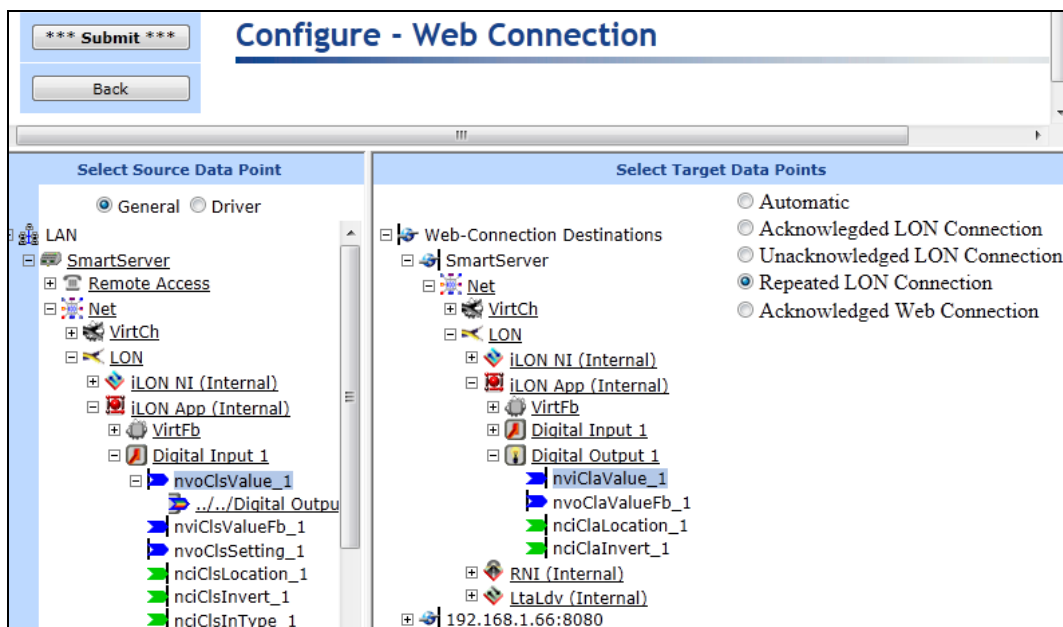 *** Submit ***
Configure - Web Connection
Back
Select Source Data Point
General Driver
LAN
SmartServer
Remote Access
Net
VirtCh
LON
iLON NI (Internal)
iLON App (Internal)
VirtFb
Digital Input 1
nvoClsValue_1
../../Digital Outpu
nviClsValueFb_1
nvoClsSetting_1
nciClsLocation_1
nciClsInvert_1
nciClsInType_1
Select Target Data Points
Automatic
Acknowlegded LON Connection
Unacknowledged LON Connection
Repeated LON Connection
Acknowledged Web Connection
Web-Connection Destinations
SmartServer
Net
VirtCh
LON
iLON NI (Internal)
iLON App (Internal)
VirtFb
Digital Input 1
Digital Output 1
nviClaValue_1
nvoClaValueFb_1
nciClaLocation_1
nciClaInvert_1
RNI (Internal)
LtaLdv (Internal)
192.168.1.66:8080